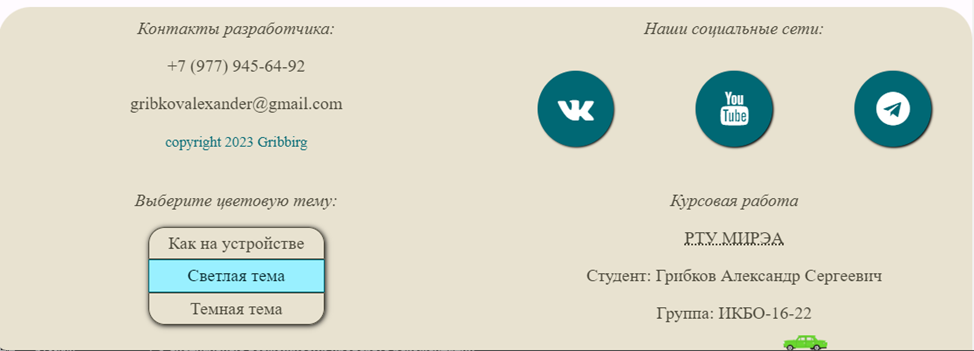 Контакты разработчика:
+7 (977) 945-64-92
gribkovalexander@gmail.com
copyright 2023 Gribbirg
Наши социальные сети:
You
Tube
Выберите цветовую тему:
Как на устройстве
Светлая тема
Темная тема
Курсовая работа
РТУ МИРЭА
Студент: Грибков Александр Сергеевич
Группа: ИКБО-16-22